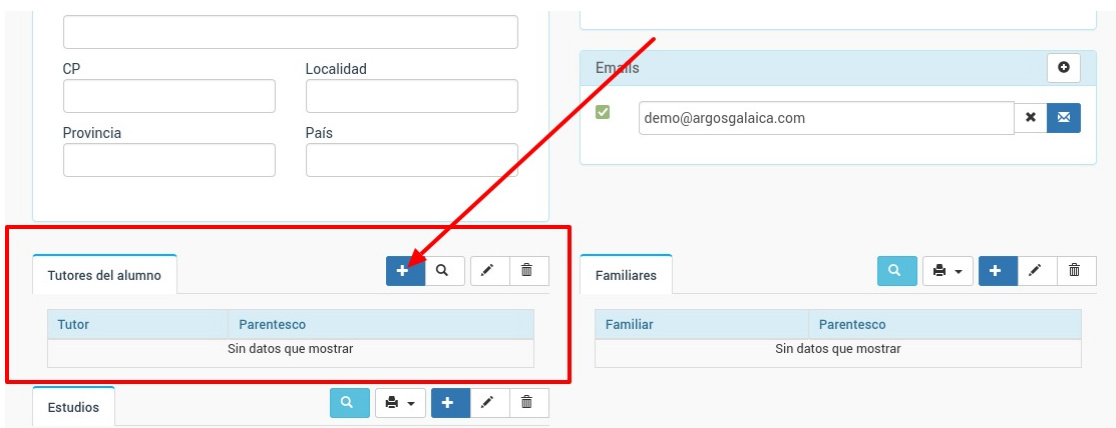 CP
Localidad
Provincia
País
Emails
demo@argosgalaica.com
Tutores del alumno
Tutor
Parentesco
Sin datos que mostrar
Familiares
Familiar
Parentesco
Sin datos que mostrar
Estudios